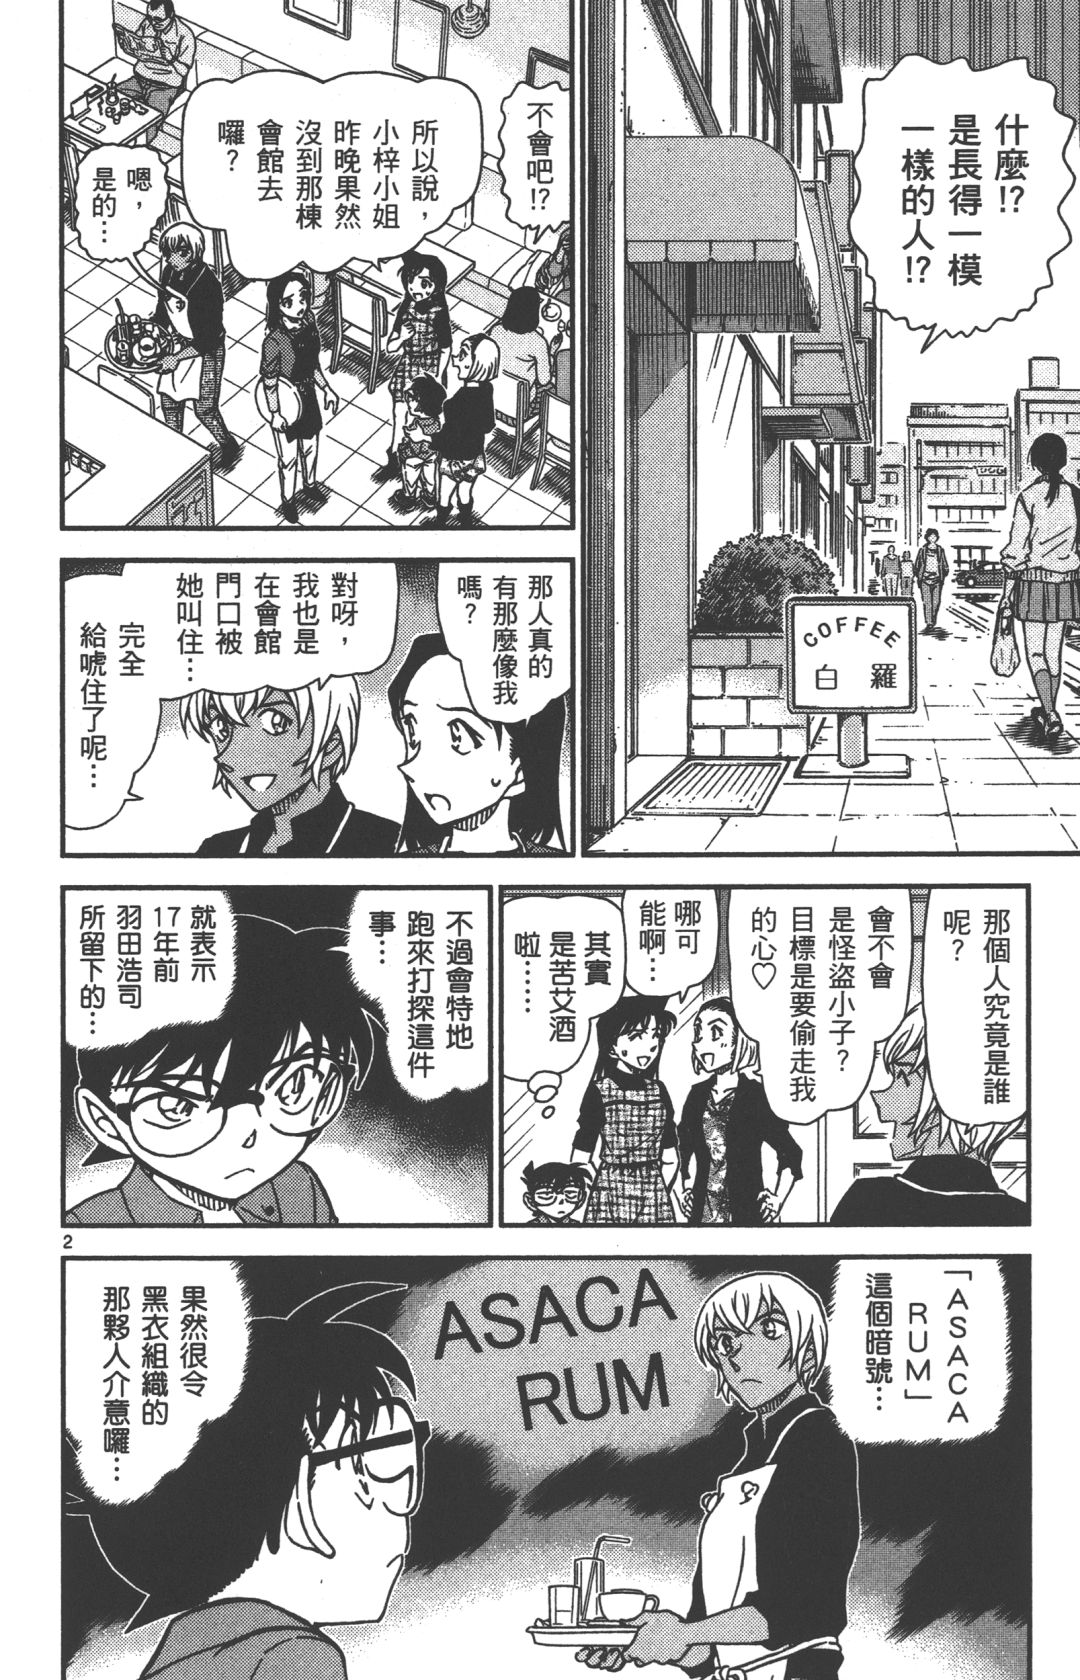 什麼!?
是長得一模
一樣的人!?
COFFEE
白羅
不會吧!?
所以說，
小梓小姐
昨晚果然
沒到那棟
會館去
囉？
嗯，
是的…
那人真的
有那麼像我
嗎？
對呀，
我也是
在會館
門口被
她叫住…
完全
給唬住了呢…
那個人究竟是誰
呢？
會不會
是怪盜小子？
目標是要偷走我
的心♡
哪可
能啊…
其實
是苦艾酒
啦……
不過會特地
跑來打探這件
事…
就表示
17年前
羽田浩司
所留下的…
2
「ASACA
RUM」
這個暗號…
ASACA
RUM
果然很令
黑衣組織的
那夥人介意囉…